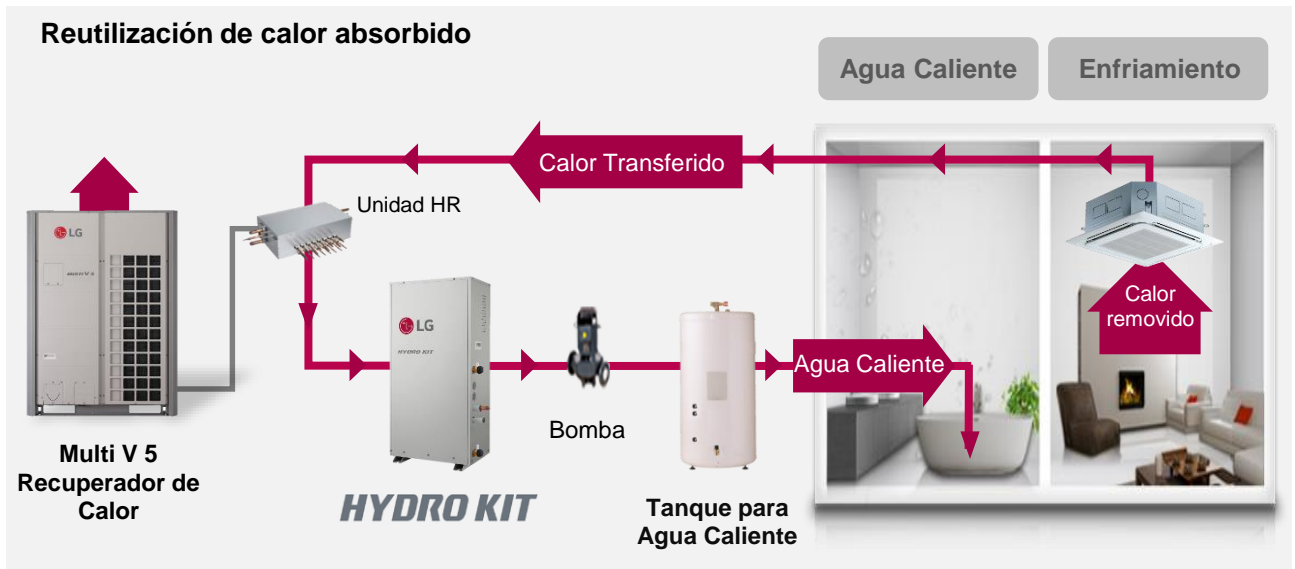 Reutilización de calor absorbido
Agua Caliente
Enfriamiento
Calor Transferido
Unidad HR
LG
MULTI V 5
LG
HYDRO KIT
Calor
removido
Agua Caliente
Bomba
Multi V 5
Recuperador de
Calor
HYDRO KIT
Tanque para
Agua Caliente